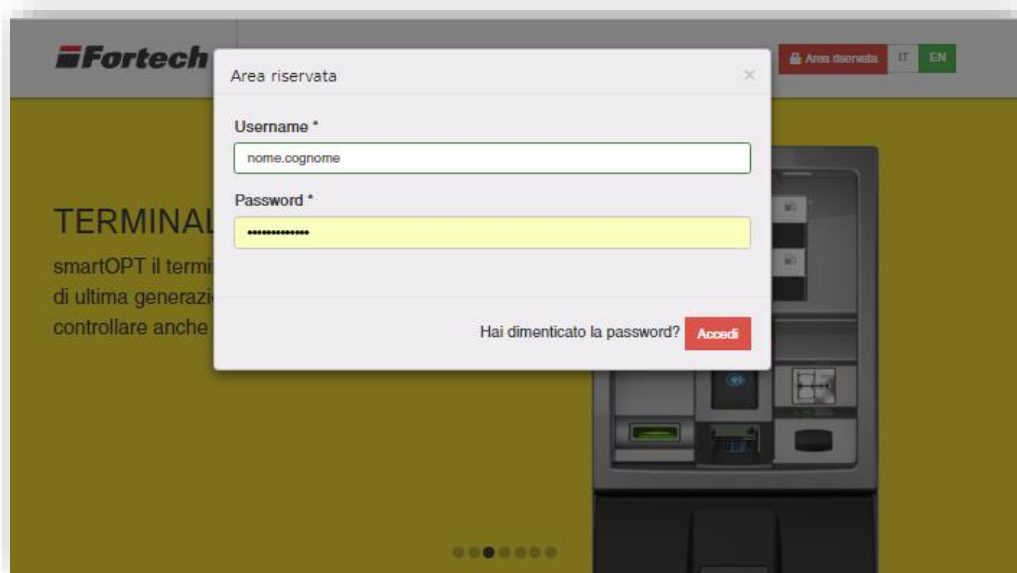 Fortech
Area riservata
IT
EN
Area riservata
×
Username *
nome.cognome
Password *
•••••••••••••
TERMINAL
smartOPT il termi
di ultima generazi
controllare anche
Hai dimenticato la password?
Accedi